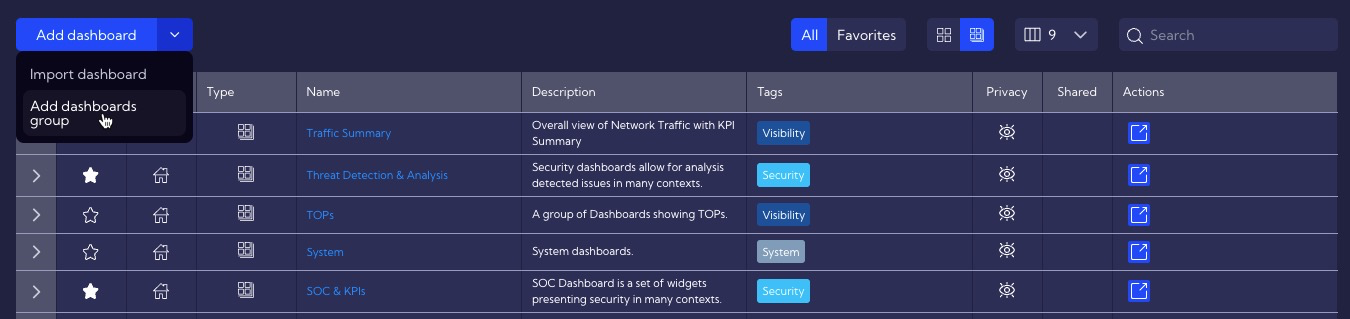 Add dashboard
All Favorites 9 Search
Import dashboard
Add dashboards
group
Type Name Description Tags Privacy Shared Actions
Traffic Summary
Overall view of Network Traffic with KPI
Summary
Visibility
Threat Detection & Analysis
Security dashboards allow for analysis
detected issues in many contexts.
Security
TOPs
A group of Dashboards showing TOPs.
Visibility
System
System dashboards.
System
SOC & KPIs
SOC Dashboard is a set of widgets
presenting security in many contexts.
Security